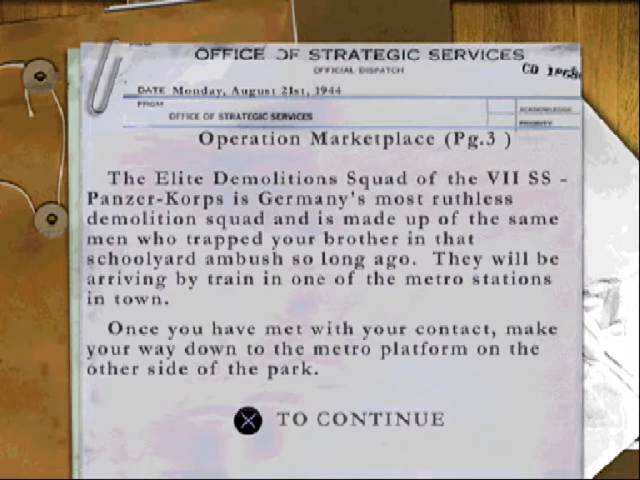 OFFICE OF STRATEGIC SERVICES
OFFICIAL DISPATCH
DATE Monday, August 21st, 1944
FROM
OFFICE OF STRATEGIC SERVICES
ACKNOWLEDGE
PRIORITY
Operation Marketplace (Pg.3 )
The Elite Demolitions Squad of the VII SS -
Panzer-Korps is Germany's most ruthless
demolition squad and is made up of the same
men who trapped your brother in that
schoolyard ambush so long ago. They will be
arriving by train in one of the metro stations
in town.
Once you have met with your contact, make
your way down to the metro platform on the
other side of the park.
TO CONTINUE